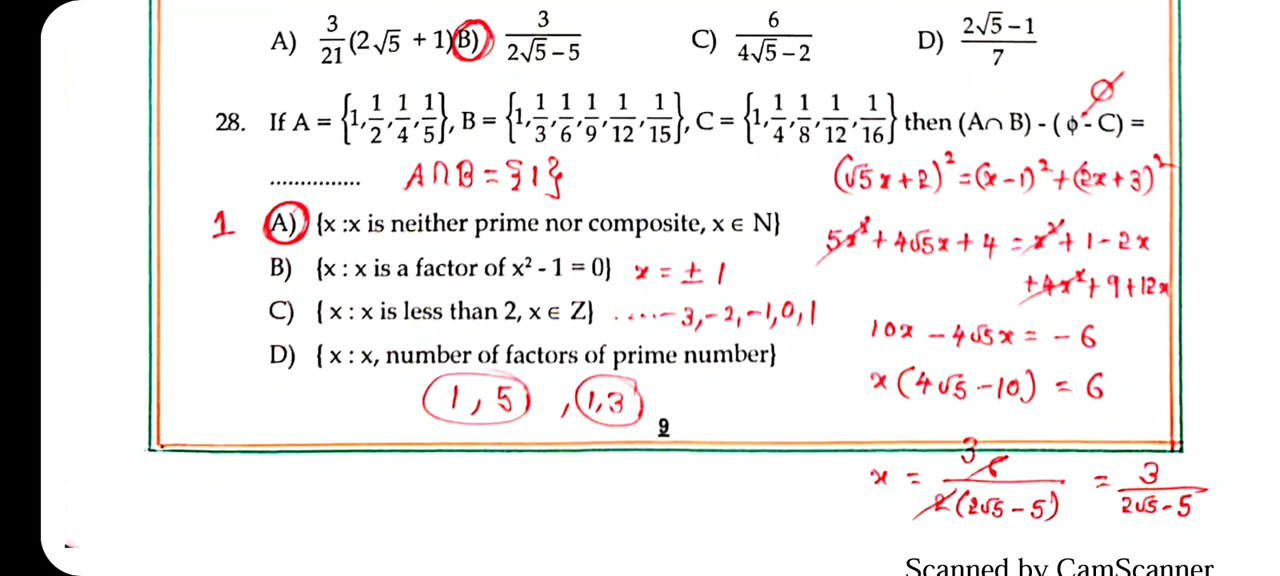 A) 3/21 (2√5 + 1) B) 3/(2√5 − 5) C) 6/(4√5 − 2) D) (2√5 − 1)/7
28. If A = {1, 1/2, 1/4, 1/5}, B = {1, 1/3, 1/6, 1/9, 1/12, 1/15}, C = {1, 1/4, 1/8, 1/12, 1/16} then (A∩B) - (ϕ - C) =
ϕ
............... A∩B = {1}
1 A) {x :x is neither prime nor composite, x ∈ N}
B) {x : x is a factor of x² - 1 = 0} x = ± 1
C) { x : x is less than 2, x ∈ Z} .....-3,-2,-1,0,1
D) { x : x, number of factors of prime number}
1, 5 , 1,3
(√5 x + 2)² = (x − 1)² + (2x + 3)²
5x² + 4√5x + 4 = x² + 1 − 2x
+ 4x² + 9 + 12x
10x − 4√5x = − 6
x (4√5 − 10) = 6
9
x = 3 6/(2(2√5 − 5)) = 3/(2√5 − 5)
Scanned by CamScanner